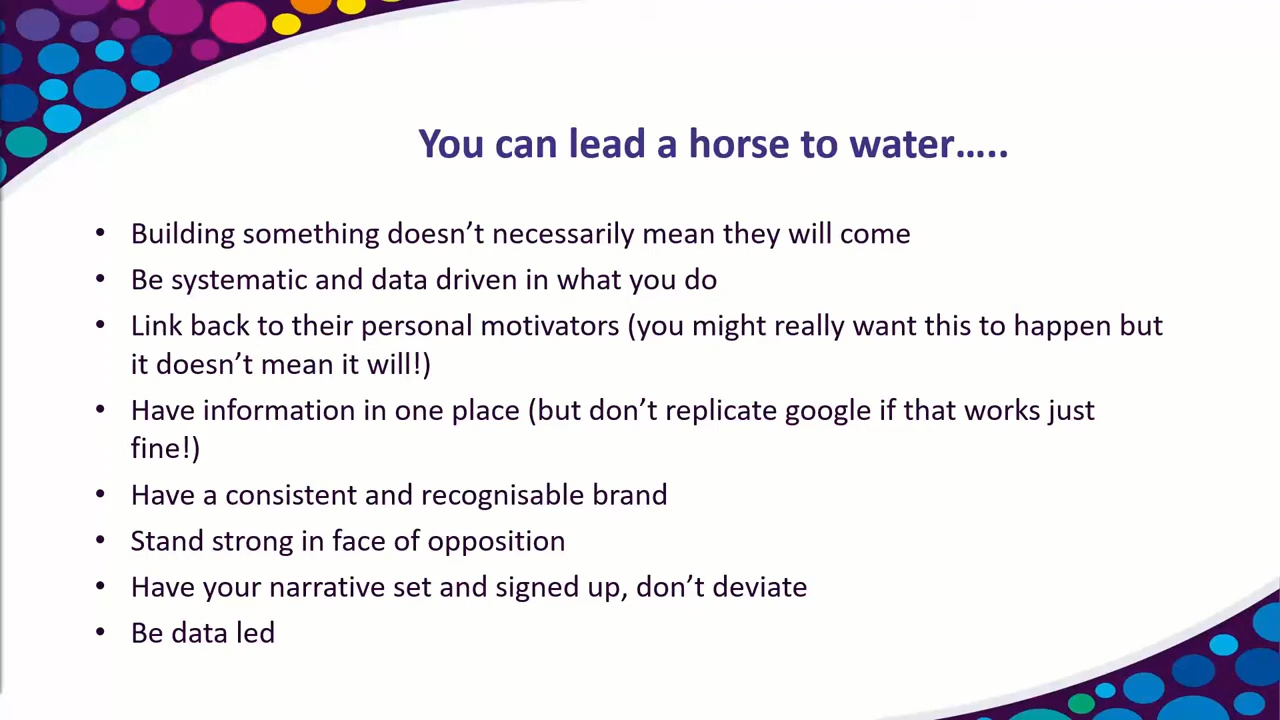 You can lead a horse to water.....
• Building something doesn’t necessarily mean they will come
• Be systematic and data driven in what you do
• Link back to their personal motivators (you might really want this to happen but
it doesn’t mean it will!)
• Have information in one place (but don’t replicate google if that works just
fine!)
• Have a consistent and recognisable brand
• Stand strong in face of opposition
• Have your narrative set and signed up, don’t deviate
• Be data led